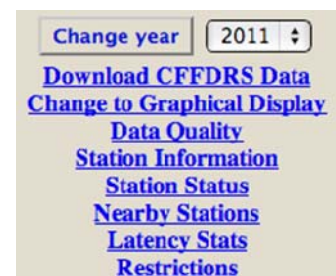 Change year 2011
Download CFFDRS Data
Change to Graphical Display
Data Quality
Station Information
Station Status
Nearby Stations
Latency Stats
Restrictions